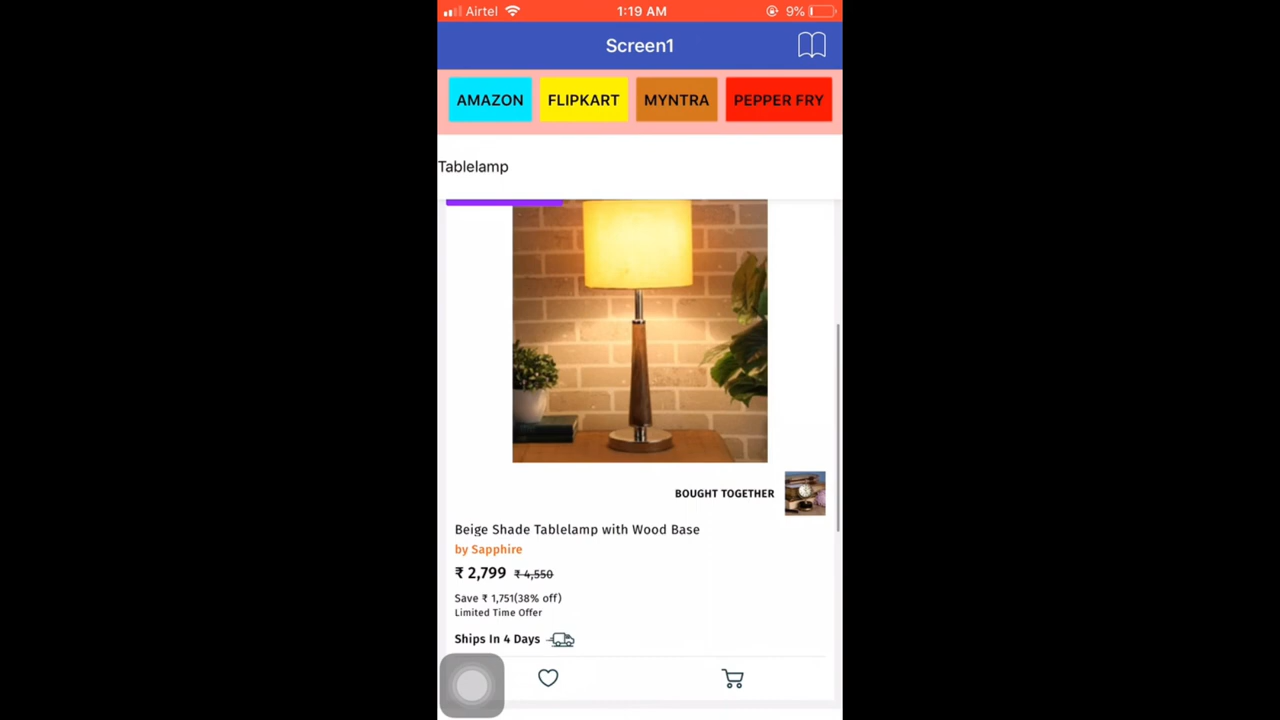 Airtel 1:19 AM 9%
Screen1
AMAZON FLIPKART MYNTRA PEPPER FRY
Tablelamp
BOUGHT TOGETHER
Beige Shade Tablelamp with Wood Base
by Sapphire
₹ 2,799 ₹ 4,550
Save ₹ 1,751(38% off)
Limited Time Offer
Ships In 4 Days